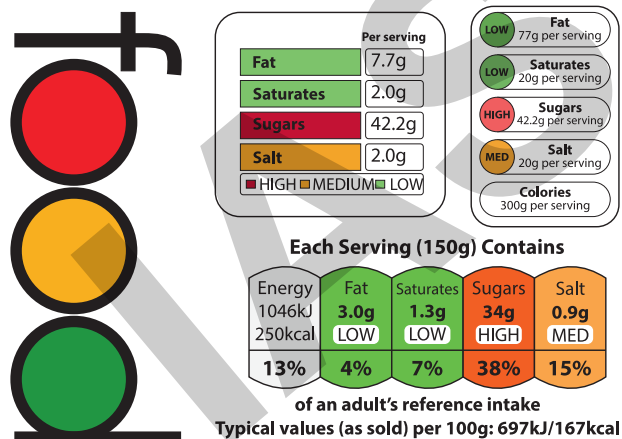 food
Per serving
Fat 7.7g
Saturates 2.0g
Sugars 42.2g
Salt 2.0g
HIGH MEDIUM LOW
LOW Fat
77g per serving
LOW Saturates
20g per serving
HIGH Sugars
42.2g per serving
MED Salt
20g per serving
Colories
300g per serving
Each Serving (150g) Contains
Energy Fat Saturates Sugars Salt
1046kJ 3.0g 1.3g 34g 0.9g
250kcal LOW LOW HIGH MED
13% 4% 7% 38% 15%
of an adult's reference intake
Typical values (as sold) per 100g: 697kJ/167kcal
IAS